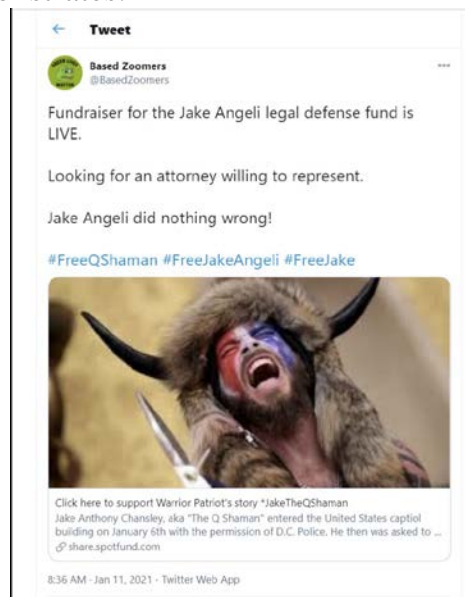 Tweet
Based Zoomers
@BasedZoomers
Fundraiser for the Jake Angeli legal defense fund is
LIVE.
Looking for an attorney willing to represent.
Jake Angeli did nothing wrong!
#FreeQShaman #FreeJakeAngeli #FreeJake
Click here to support Warrior Patriot's story *JakeTheQShaman
Jake Anthony Chansley, aka "The Q Shaman" entered the United States captiol
building on January 6th with the permission of D.C. Police. He then was asked to ...
share.spotfund.com
8:36 AM · Jan 11, 2021 · Twitter Web App